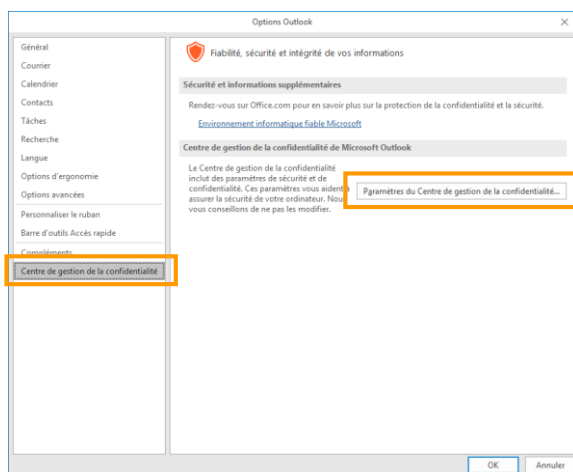 Options Outlook
Général
Courrier
Calendrier
Contacts
Tâches
Recherche
Langue
Options d'ergonomie
Options avancées
Personnaliser le ruban
Barre d'outils Accès rapide
Compléments
Centre de gestion de la confidentialité
Fiabilité, sécurité et intégrité de vos informations
Sécurité et informations supplémentaires
Rendez-vous sur Office.com pour en savoir plus sur la protection de la confidentialité et la sécurité.
Environnement informatique fiable Microsoft
Centre de gestion de la confidentialité de Microsoft Outlook
Le Centre de gestion de la confidentialité
inclut des paramètres de sécurité et de
confidentialité. Ces paramètres vous aident à
assurer la sécurité de votre ordinateur. Nous
vous conseillons de ne pas les modifier.
Paramètres du Centre de gestion de la confidentialité...
OK
Annuler